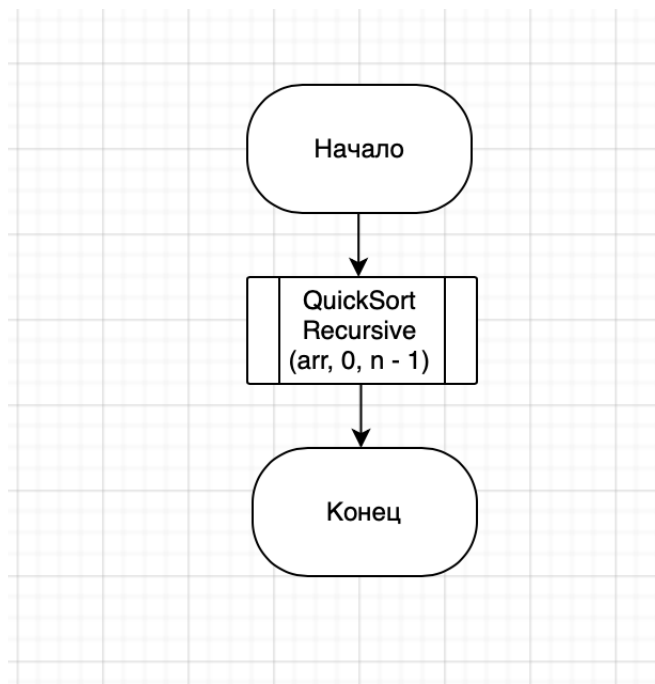 Начало
QuickSort
Recursive
(arr, 0, n - 1)
Конец